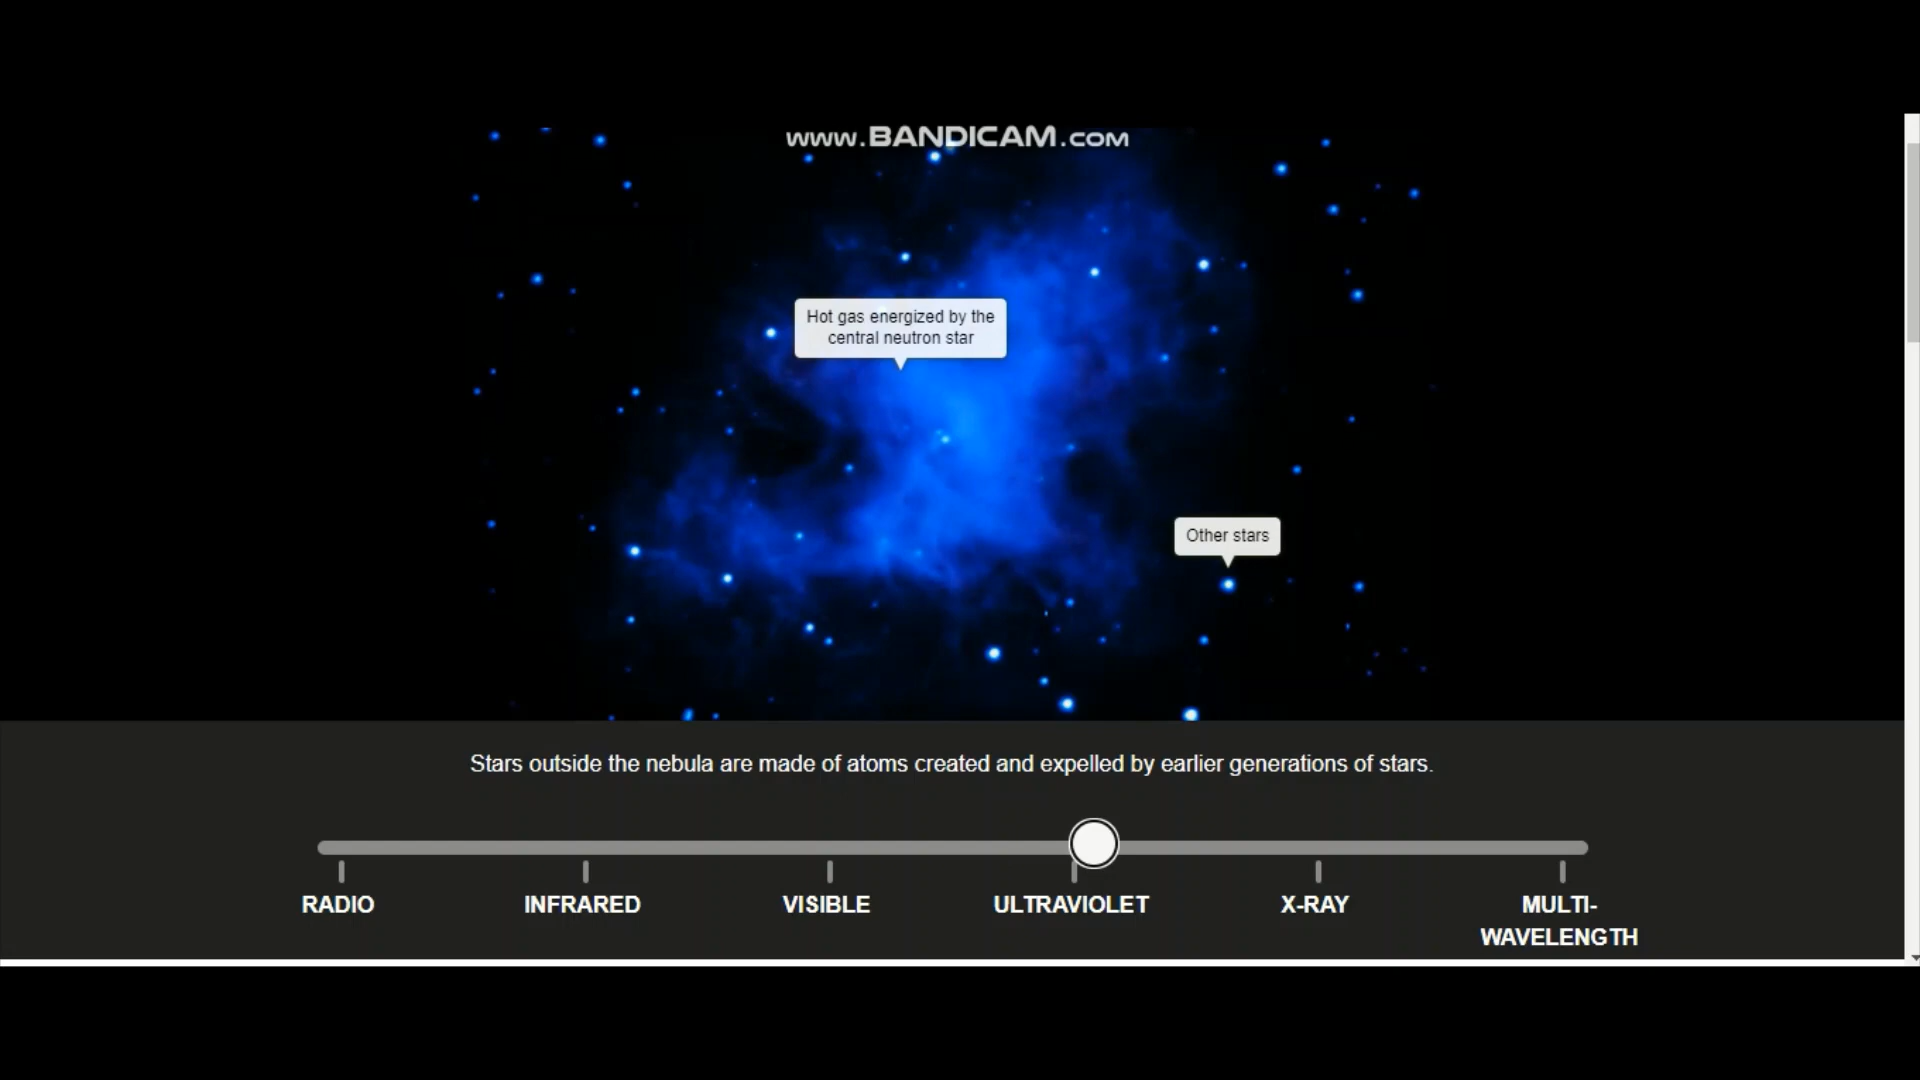 www.BANDICAM.COM
Hot gas energized by the
central neutron star
Other stars
Stars outside the nebula are made of atoms created and expelled by earlier generations of stars.
RADIO
INFRARED
VISIBLE
ULTRAVIOLET
X-RAY
MULTI-
WAVELENGTH